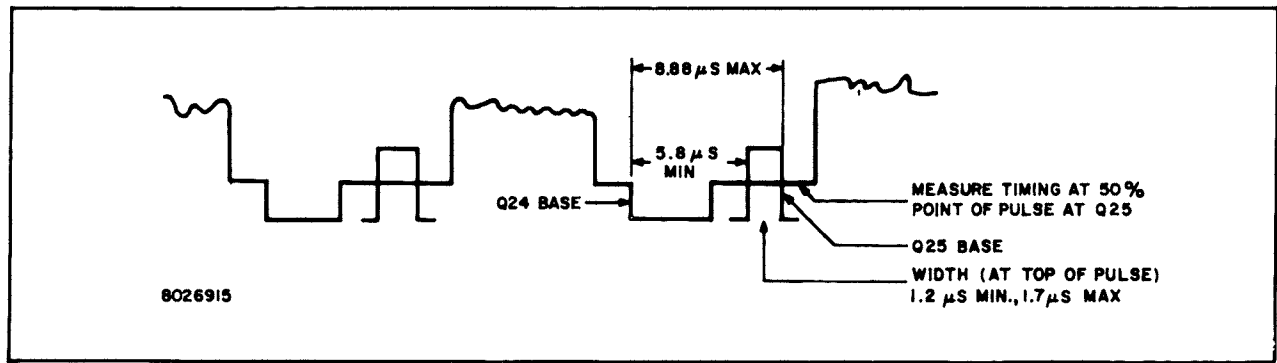 8.88 μS MAX
5.8 μS
MIN
Q24 BASE
MEASURE TIMING AT 50%
POINT OF PULSE AT Q25
Q25 BASE
WIDTH (AT TOP OF PULSE)
1.2 μS MIN., 1.7μS MAX
8026915